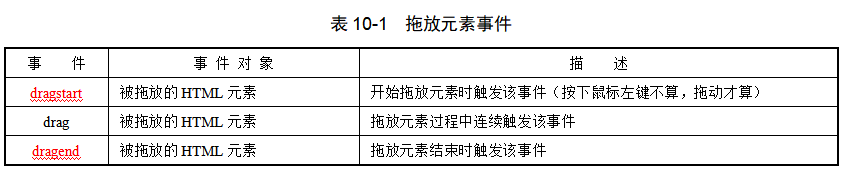 表 10-1 拖放元素事件
事 件 事 件 对 象 描 述
dragstart 被拖放的 HTML 元素 开始拖放元素时触发该事件（按下鼠标左键不算，拖动才算）
drag 被拖放的 HTML 元素 拖放元素过程中连续触发该事件
dragend 被拖放的 HTML 元素 拖放元素结束时触发该事件